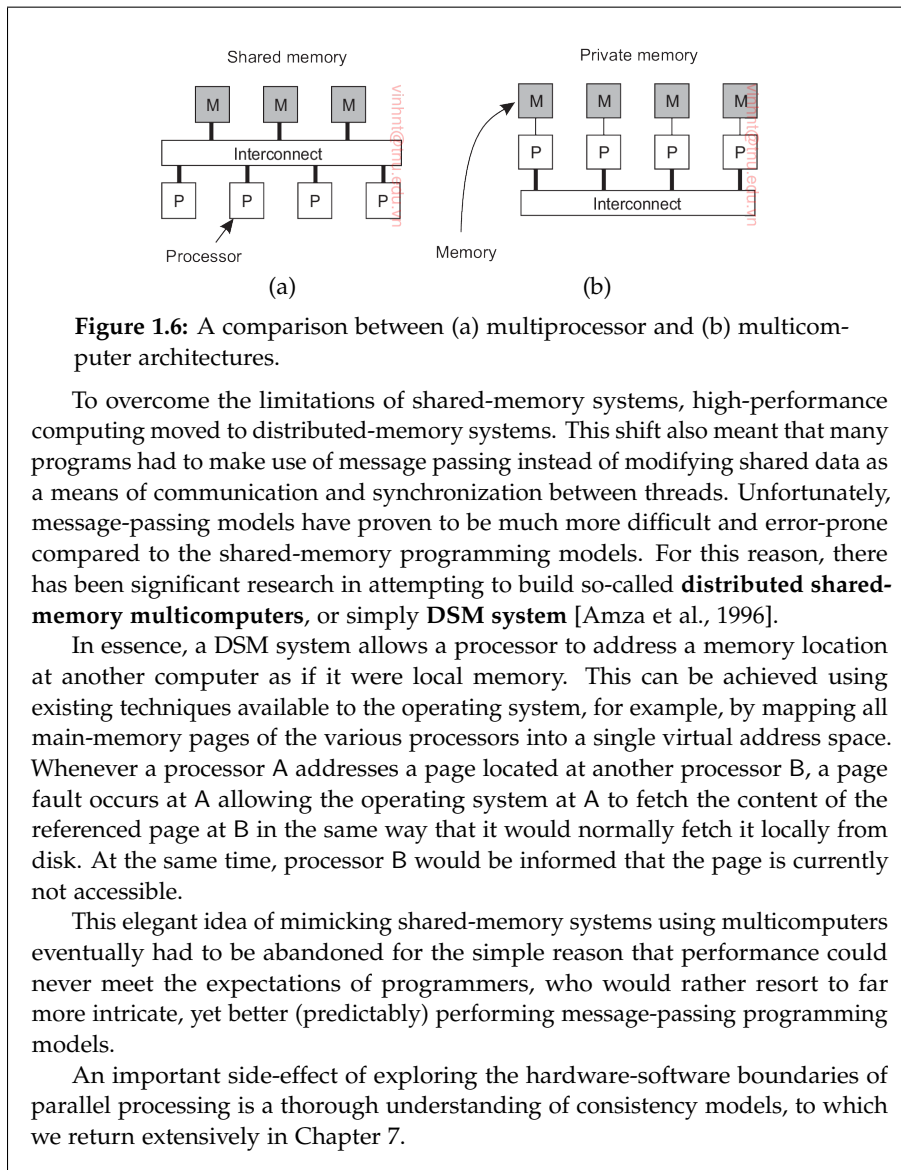 Shared memory
Private memory
M M M
M M M M
Interconnect
P P P P
P P P P
Interconnect
Processor
Memory
vinhnt@tnu.edu.vn
vinhnt@tnu.edu.vn
(a)
(b)
Figure 1.6: A comparison between (a) multiprocessor and (b) multicom-
puter architectures.
To overcome the limitations of shared-memory systems, high-performance
computing moved to distributed-memory systems. This shift also meant that many
programs had to make use of message passing instead of modifying shared data as
a means of communication and synchronization between threads. Unfortunately,
message-passing models have proven to be much more difficult and error-prone
compared to the shared-memory programming models. For this reason, there
has been significant research in attempting to build so-called distributed shared-
memory multicomputers, or simply DSM system [Amza et al., 1996].
In essence, a DSM system allows a processor to address a memory location
at another computer as if it were local memory. This can be achieved using
existing techniques available to the operating system, for example, by mapping all
main-memory pages of the various processors into a single virtual address space.
Whenever a processor A addresses a page located at another processor B, a page
fault occurs at A allowing the operating system at A to fetch the content of the
referenced page at B in the same way that it would normally fetch it locally from
disk. At the same time, processor B would be informed that the page is currently
not accessible.
This elegant idea of mimicking shared-memory systems using multicomputers
eventually had to be abandoned for the simple reason that performance could
never meet the expectations of programmers, who would rather resort to far
more intricate, yet better (predictably) performing message-passing programming
models.
An important side-effect of exploring the hardware-software boundaries of
parallel processing is a thorough understanding of consistency models, to which
we return extensively in Chapter 7.